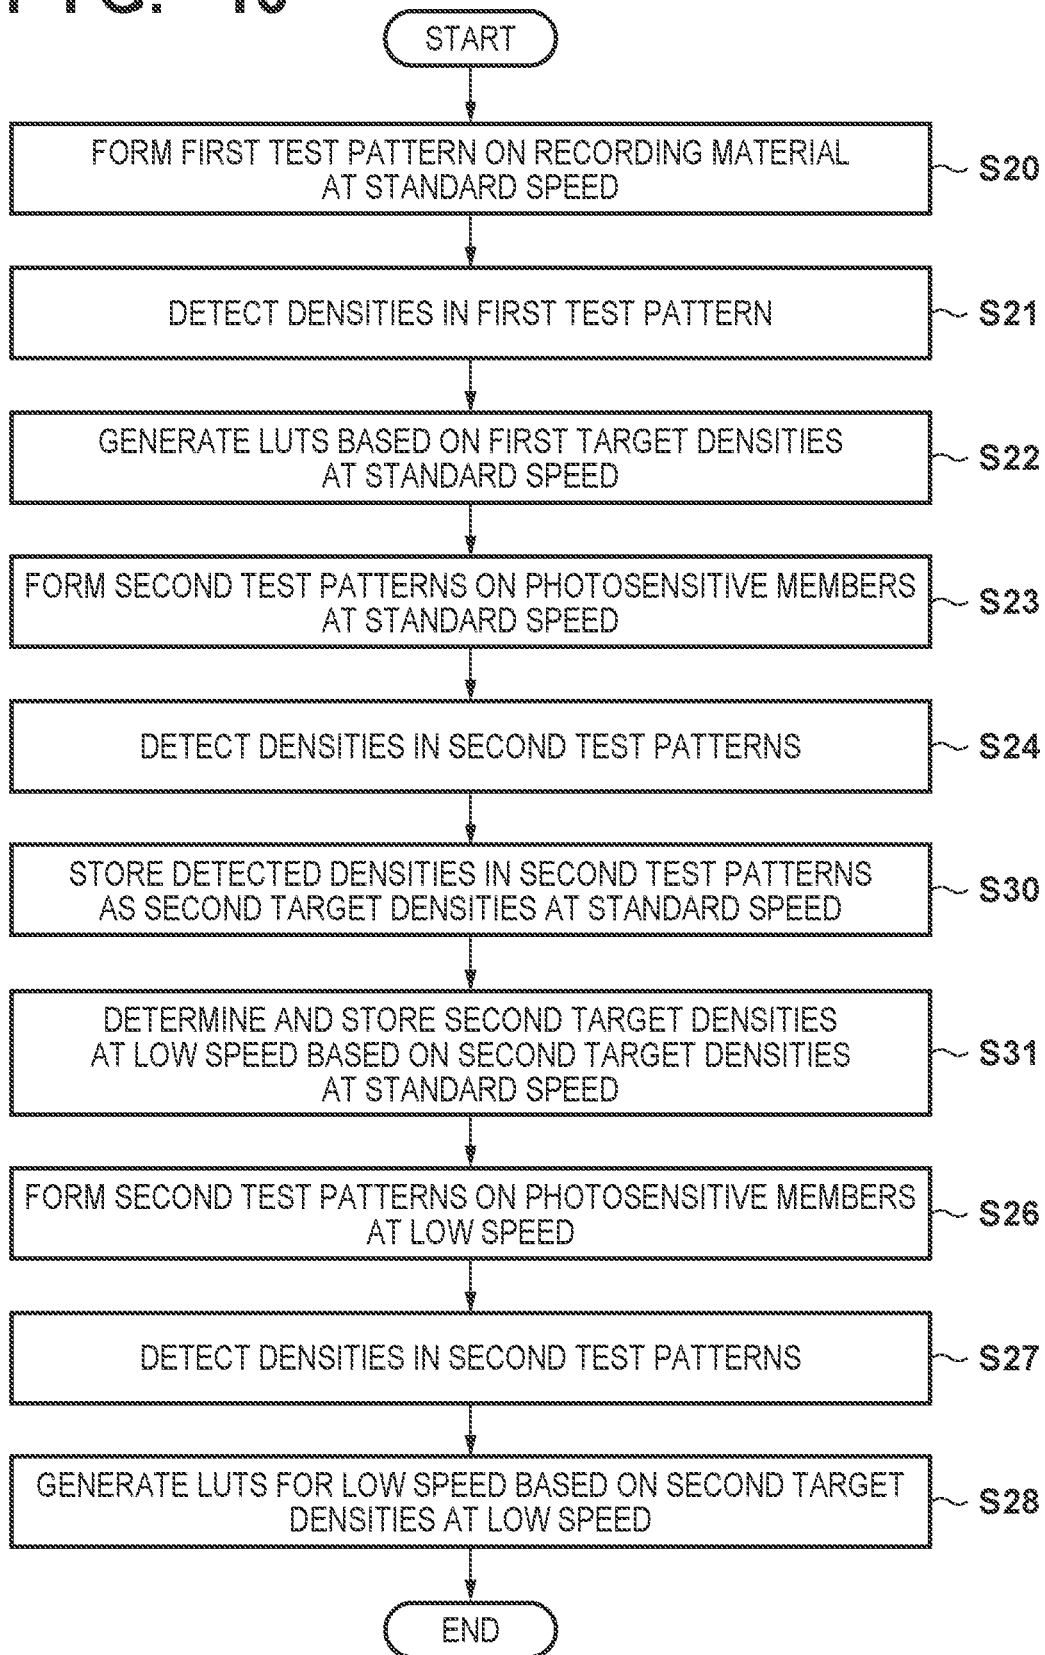 START
FORM FIRST TEST PATTERN ON RECORDING MATERIAL
AT STANDARD SPEED
S20
DETECT DENSITIES IN FIRST TEST PATTERN
S21
GENERATE LUTS BASED ON FIRST TARGET DENSITIES
AT STANDARD SPEED
S22
FORM SECOND TEST PATTERNS ON PHOTOSENSITIVE MEMBERS
AT STANDARD SPEED
S23
DETECT DENSITIES IN SECOND TEST PATTERNS
S24
STORE DETECTED DENSITIES IN SECOND TEST PATTERNS
AS SECOND TARGET DENSITIES AT STANDARD SPEED
S30
DETERMINE AND STORE SECOND TARGET DENSITIES
AT LOW SPEED BASED ON SECOND TARGET DENSITIES
AT STANDARD SPEED
S31
FORM SECOND TEST PATTERNS ON PHOTOSENSITIVE MEMBERS
AT LOW SPEED
S26
DETECT DENSITIES IN SECOND TEST PATTERNS
S27
GENERATE LUTS FOR LOW SPEED BASED ON SECOND TARGET
DENSITIES AT LOW SPEED
S28
END